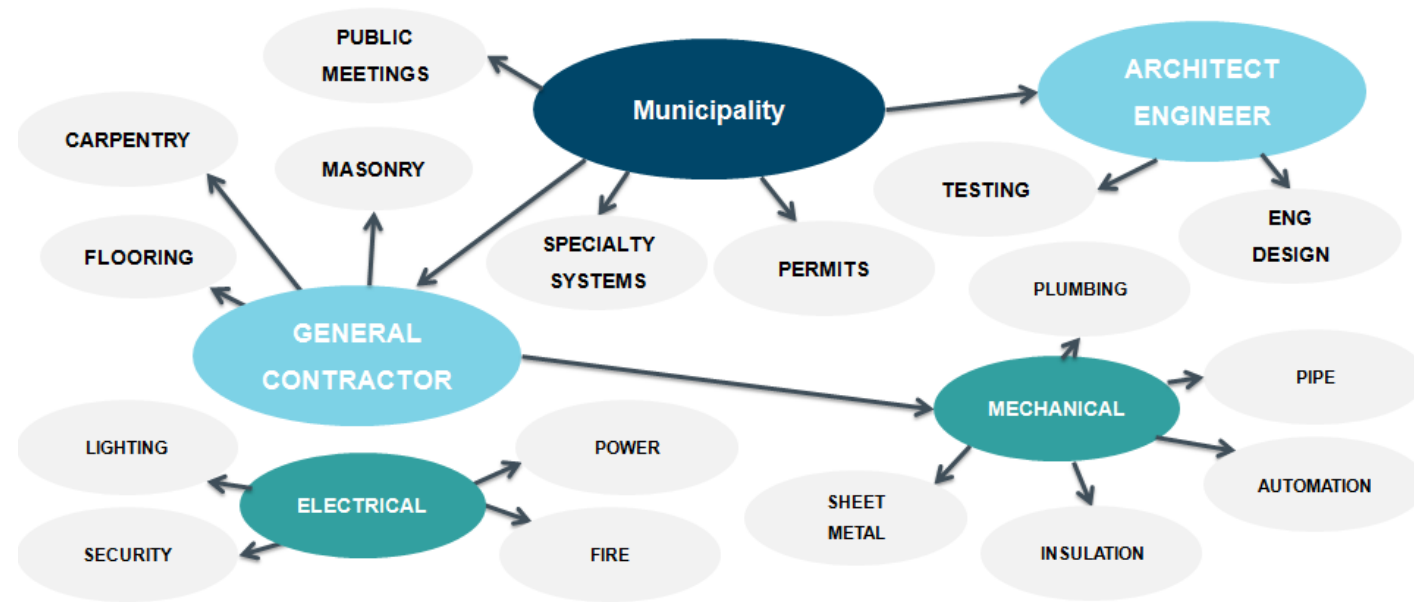 PUBLIC
MEETINGS
Municipality
ARCHITECT
ENGINEER
CARPENTRY
MASONRY
TESTING
ENG
DESIGN
FLOORING
SPECIALTY
SYSTEMS
PERMITS
PLUMBING
GENERAL
CONTRACTOR
PIPE
MECHANICAL
LIGHTING
POWER
AUTOMATION
ELECTRICAL
SHEET
METAL
SECURITY
FIRE
INSULATION